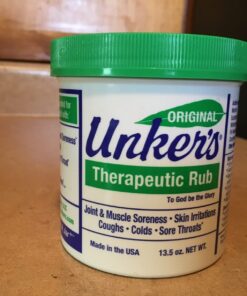 ORIGINAL
Unker's®
Therapeutic Rub
To God be the Glory
Joint & Muscle Soreness · Skin Irritations
Coughs · Colds · Sore Throats*
Made in the USA
13.5 oz. NET WT.